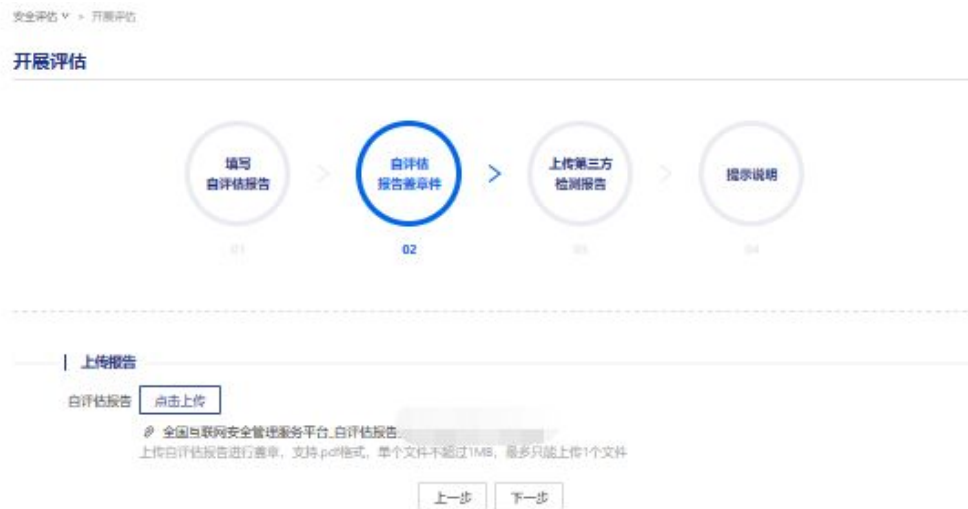 安全评估 > 开展评估
开展评估
填写
自评估报告
自评估
报告盖章件
上传第三方
检测报告
提示说明
01
02
03
04
上传报告
自评估报告 点击上传
全国互联网安全管理服务平台_自评估报告
上传自评估报告进行盖章，支持.pdf格式，单个文件不超过1MB，最多只能上传1个文件
上一步 下一步